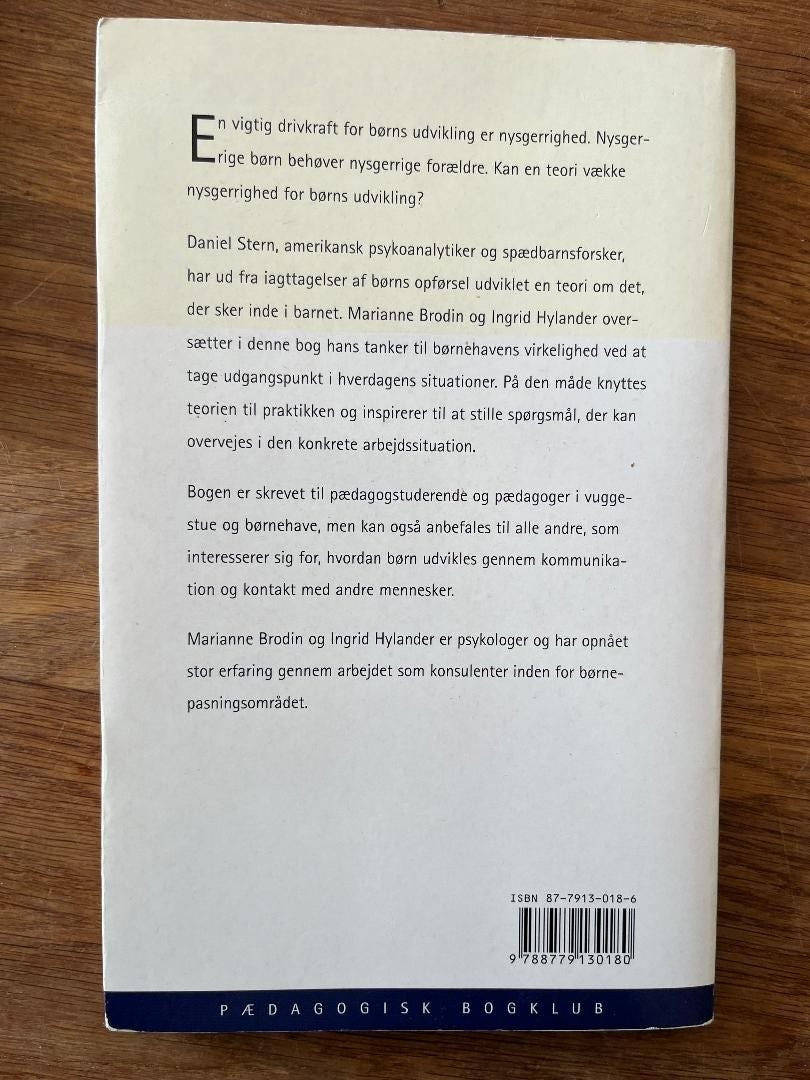 En vigtig drivkraft for børns udvikling er nysgerrighed. Nysger-
rige børn behøver nysgerrige forældre. Kan en teori vække
nysgerrighed for børns udvikling?
Daniel Stern, amerikansk psykoanalytiker og spædbarnsforsker,
har ud fra iagttagelser af børns opførsel udviklet en teori om det,
der sker inde i barnet. Marianne Brodin og Ingrid Hylander over-
sætter i denne bog hans tanker til børnehavens virkelighed ved at
tage udgangspunkt i hverdagens situationer. På den måde knyttes
teorien til praktikken og inspirerer til at stille spørgsmål, der kan
overvejes i den konkrete arbejdssituation.
Bogen er skrevet til pædagogstuderende og pædagoger i vugge-
stue og børnehave, men kan også anbefales til alle andre, som
interesserer sig for, hvordan børn udvikles gennem kommunika-
tion og kontakt med andre mennesker.
Marianne Brodin og Ingrid Hylander er psykologer og har opnået
stor erfaring gennem arbejdet som konsulenter inden for børne-
pasningsområdet.
ISBN 87-7913-018-6
9 788779 130180
PÆDAGOGISK BOGKLUB